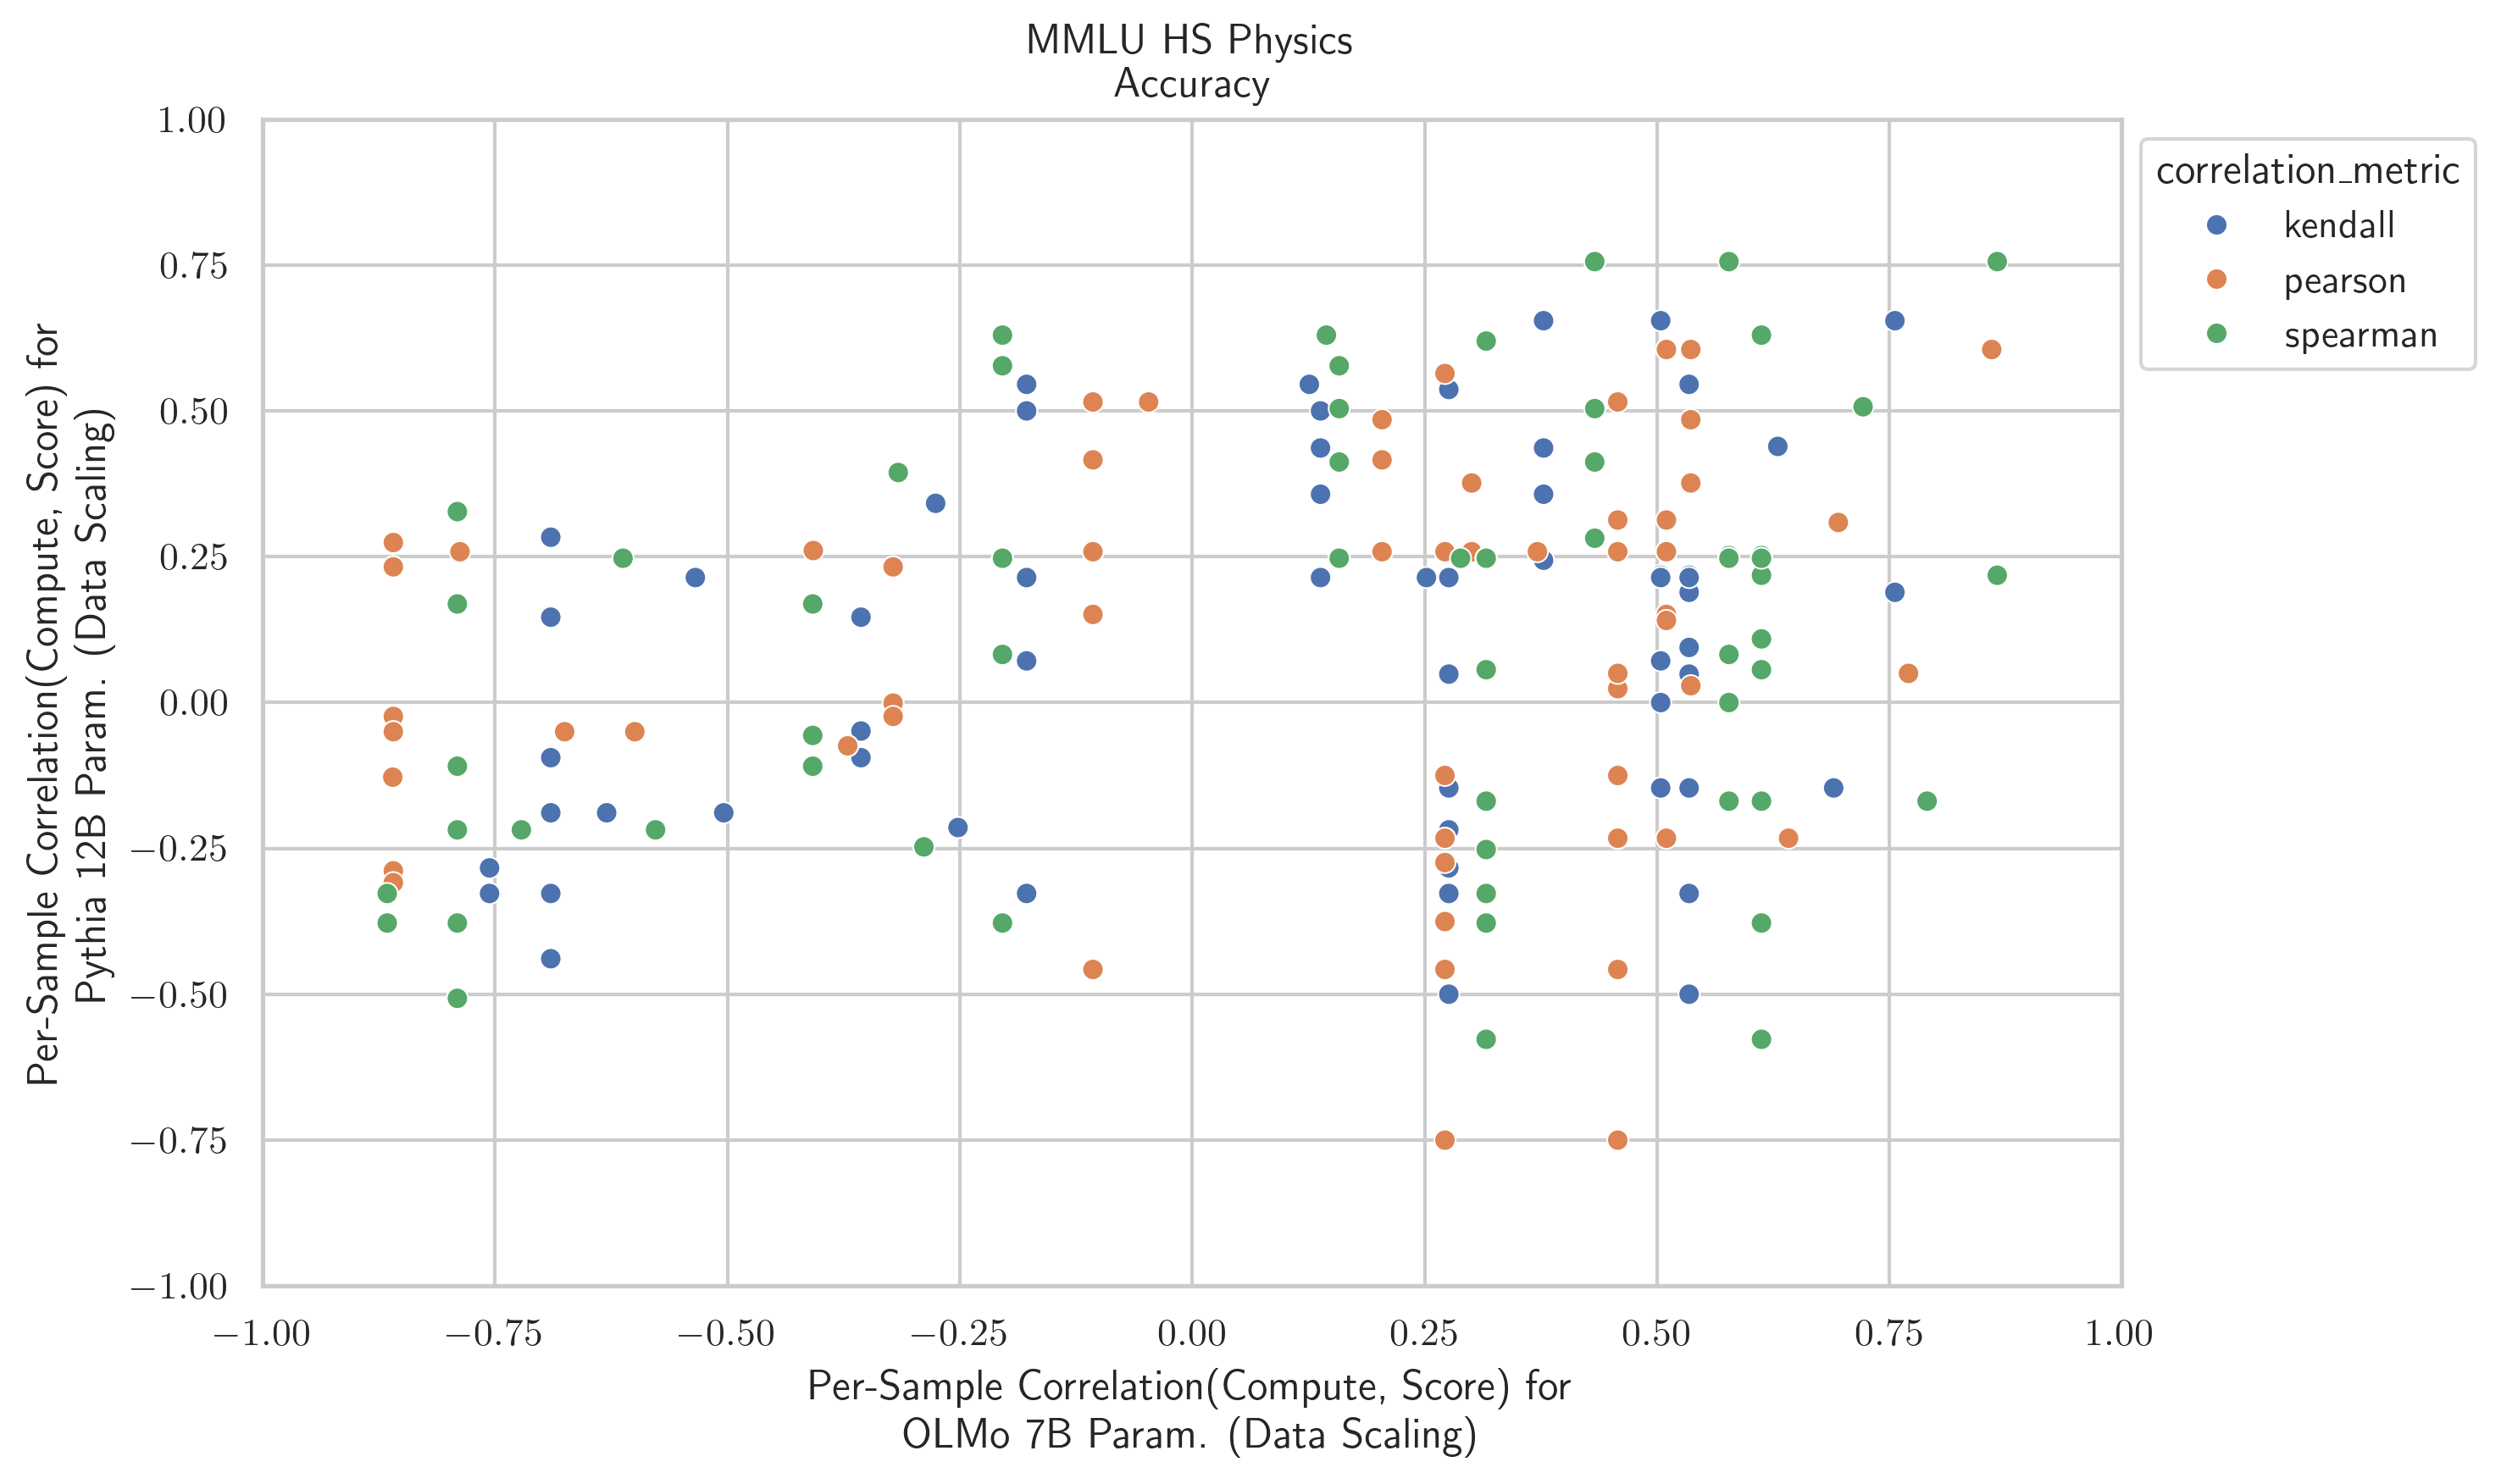 MMLU HS Physics
Accuracy
1.00
0.75
0.50
0.25
0.00
−0.25
−0.50
−0.75
−1.00
Per-Sample Correlation(Compute, Score) for
Pythia 12B Param. (Data Scaling)
−1.00
−0.75
−0.50
−0.25
0.00
0.25
0.50
0.75
1.00
Per-Sample Correlation(Compute, Score) for
OLMo 7B Param. (Data Scaling)
correlation_metric
kendall
pearson
spearman